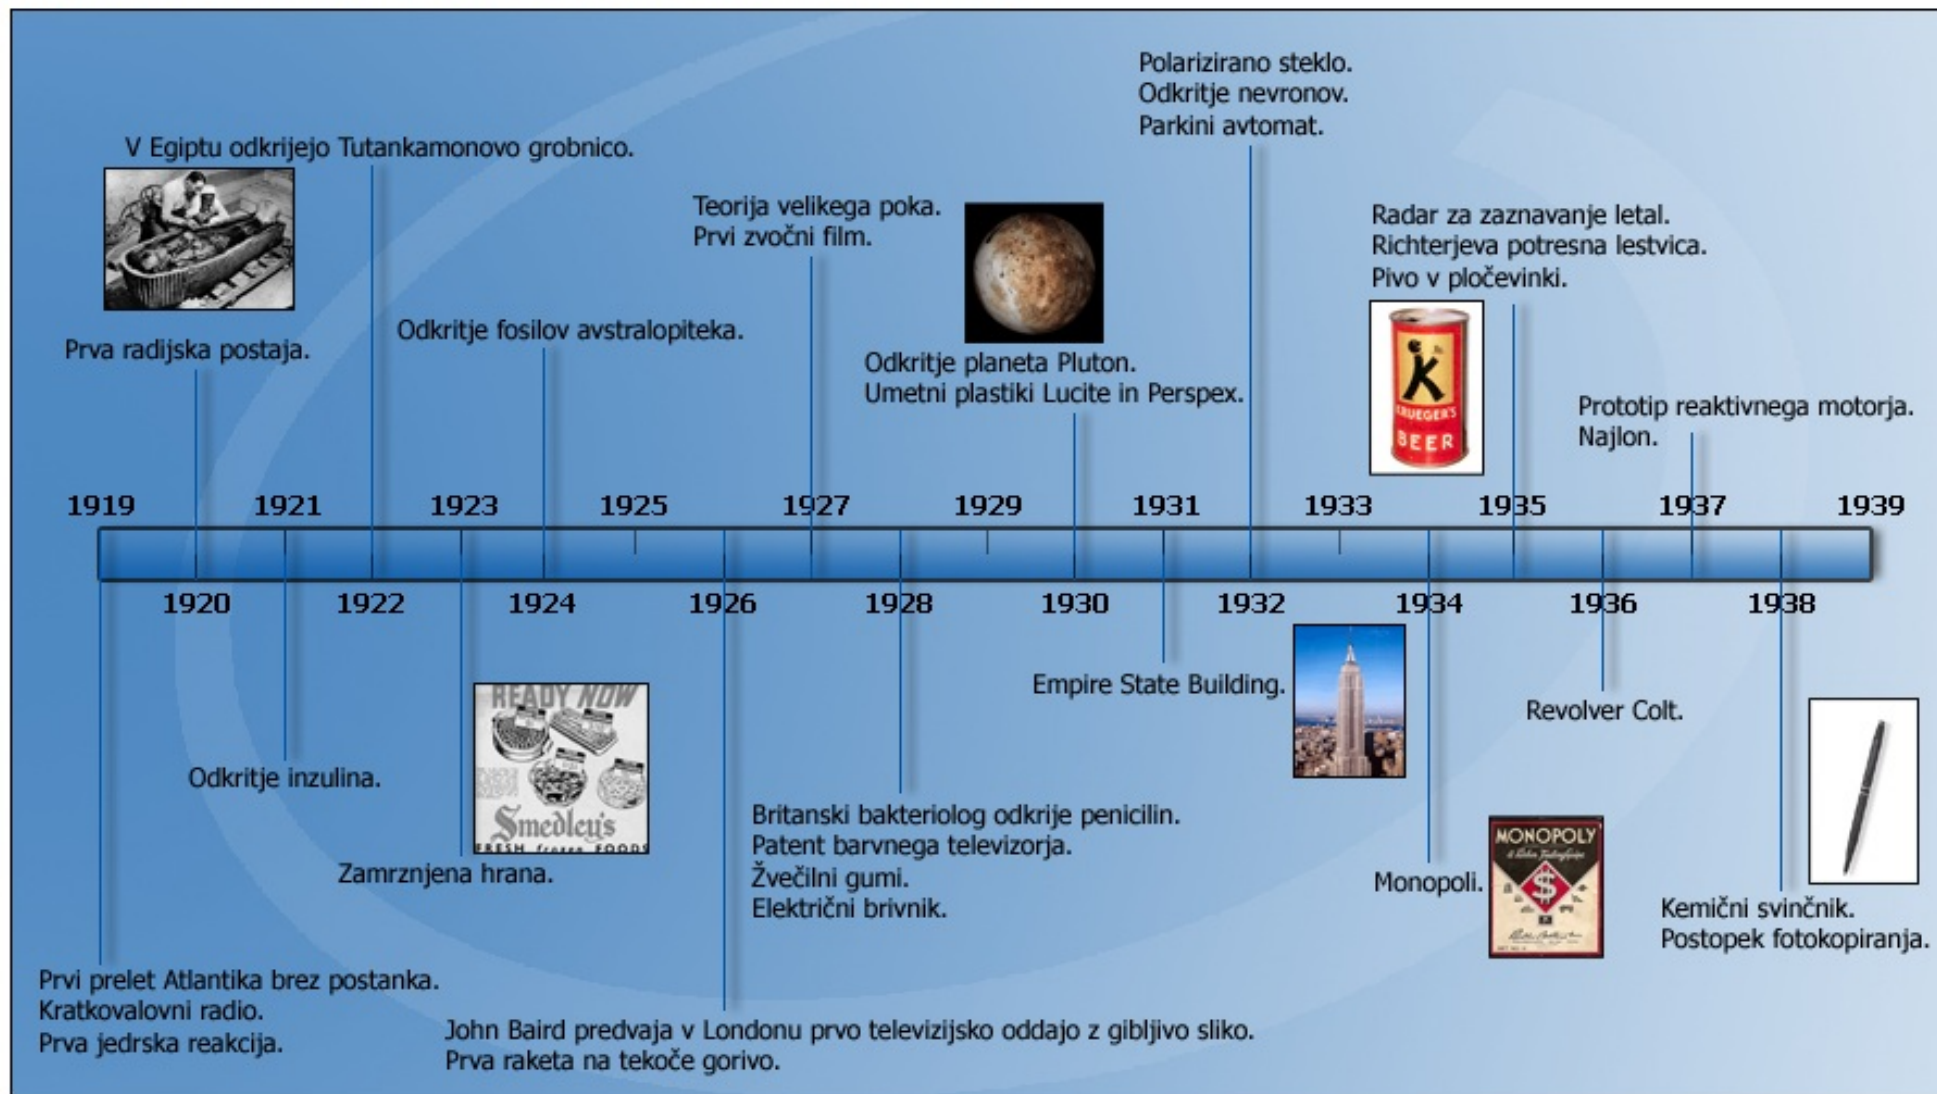 Polarizirano steklo.
Odkritje nevronov.
Parkini avtomat.
V Egiptu odkrijejo Tutankamonovo grobnico.
Teorija velikega poka.
Prvi zvočni film.
Radar za zaznavanje letal.
Richterjeva potresna lestvica.
Pivo v pločevinki.
Odkritje fosilov avstralopiteka.
Prva radijska postaja.
Odkritje planeta Pluton.
Umetni plastiki Lucite in Perspex.
K
KRUEGER'S
BEER
Prototip reaktivnega motorja.
Najlon.
1919 1921 1923 1925 1927 1929 1931 1933 1935 1937 1939
1920 1922 1924 1926 1928 1930 1932 1934 1936 1938
Empire State Building.
Revolver Colt.
READY NOW
Smedley's
FRESH frozen FOODS
Odkritje inzulina.
Zamrznjena hrana.
Britanski bakteriolog odkrije penicilin.
Patent barvnega televizorja.
Žvečilni gumi.
Električni brivnik.
MONOPOLY
$
Monopoli.
Kemični svinčnik.
Postopek fotokopiranja.
Prvi prelet Atlantika brez postanka.
Kratkovalovni radio.
Prva jedrska reakcija.
John Baird predvaja v Londonu prvo televizijsko oddajo z gibljivo sliko.
Prva raketa na tekoče gorivo.